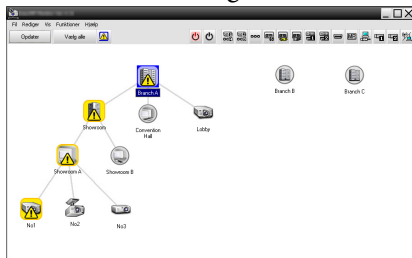 Fil Rediger Vis Funktioner Hjælp
Opdater Vælg alle
Branch A Branch B Branch C
Showroom Convention Hall Lobby
Showroom A Showroom B
No1 No2 No3